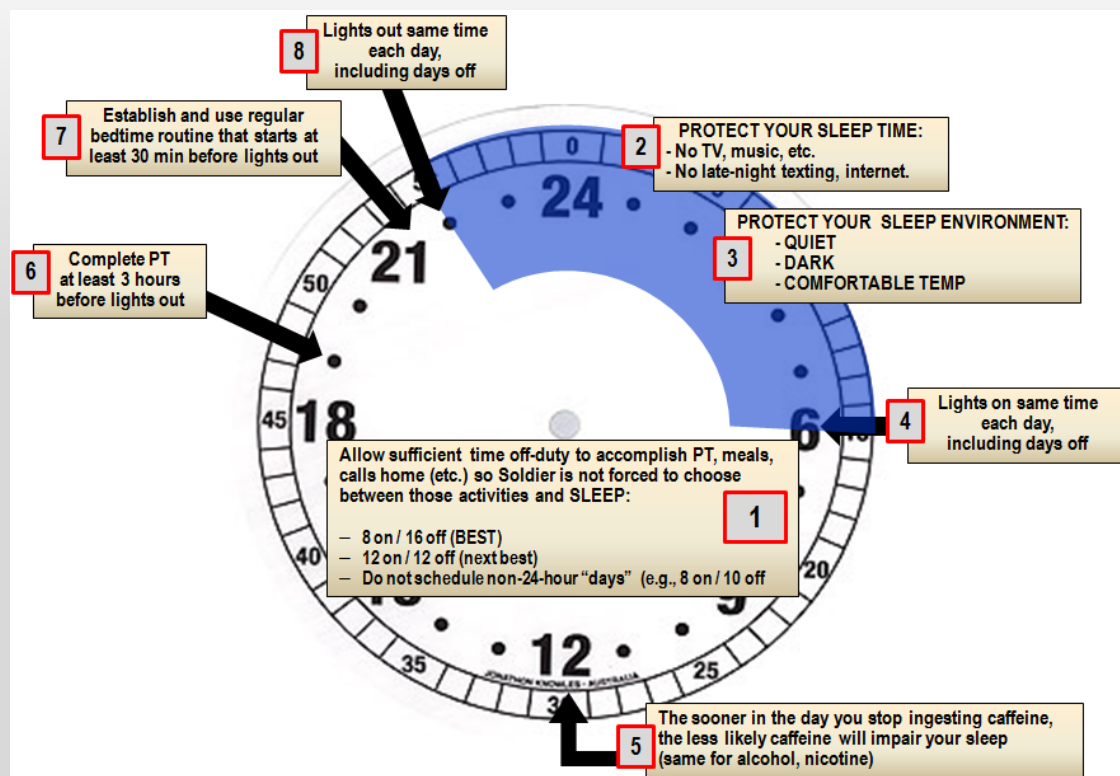 8
Lights out same time
each day,
including days off
7
Establish and use regular
bedtime routine that starts at
least 30 min before lights out
2
PROTECT YOUR SLEEP TIME:
- No TV, music, etc.
- No late-night texting, internet.
3
PROTECT YOUR SLEEP ENVIRONMENT:
- QUIET
- DARK
- COMFORTABLE TEMP
6
Complete PT
at least 3 hours
before lights out
4
Lights on same time
each day,
including days off
0
24
21
50
45
18
6
Allow sufficient time off-duty to accomplish PT, meals,
calls home (etc.) so Soldier is not forced to choose
between those activities and SLEEP:
1
– 8 on / 16 off (BEST)
– 12 on / 12 off (next best)
– Do not schedule non-24-hour “days” (e.g., 8 on / 10 off
40
20
9
35
12
25
JONATHON KNOWLES - AUSTRALIA
5
The sooner in the day you stop ingesting caffeine,
the less likely caffeine will impair your sleep
(same for alcohol, nicotine)